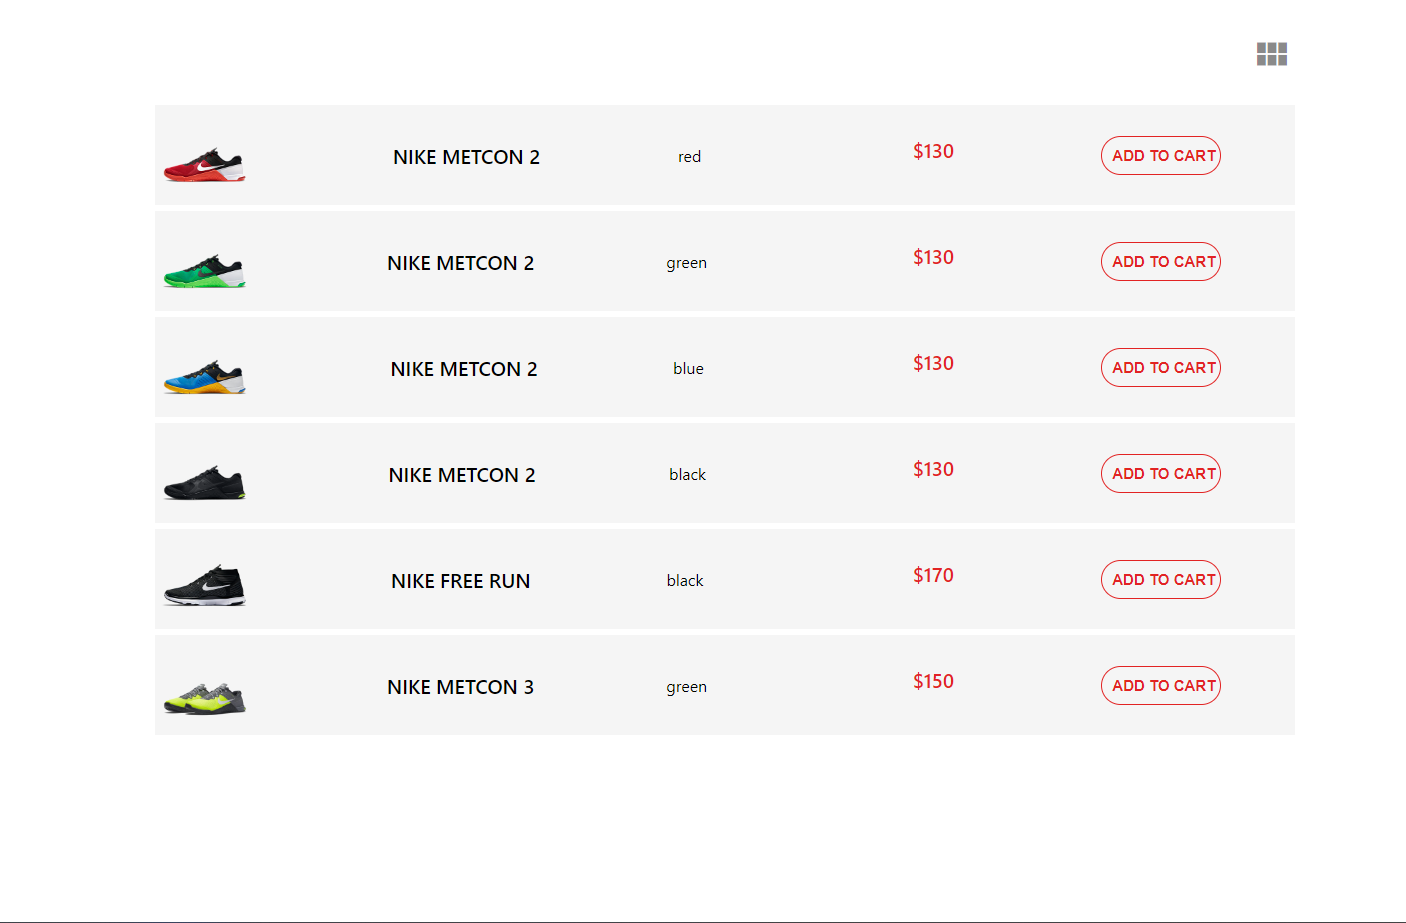 NIKE METCON 2 red $130 ADD TO CART
NIKE METCON 2 green $130 ADD TO CART
NIKE METCON 2 blue $130 ADD TO CART
NIKE METCON 2 black $130 ADD TO CART
NIKE FREE RUN black $170 ADD TO CART
NIKE METCON 3 green $150 ADD TO CART